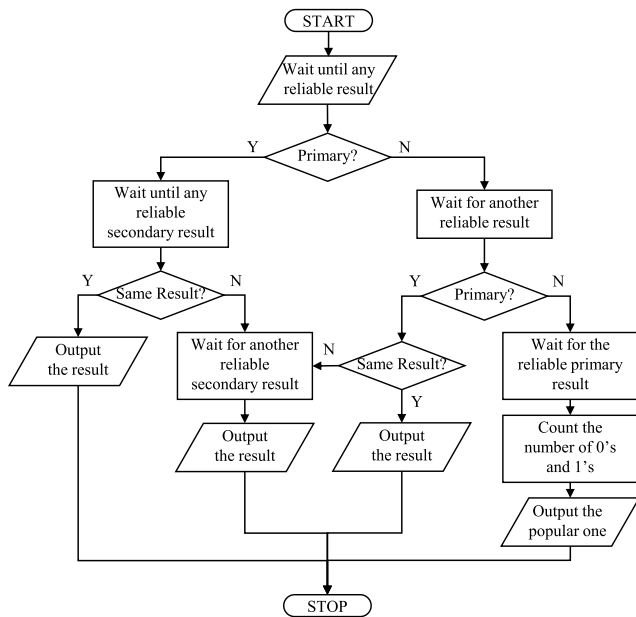 START
Wait until any
reliable result
Y
Primary?
N
Wait until any
reliable
secondary result
Wait for another
reliable result
Y
Same Result?
N
Y
Primary?
N
Output
the result
Wait for another
reliable
secondary result
N
Same Result?
Wait for the
reliable primary
result
Y
Output
the result
Output
the result
Count the
number of 0's
and 1's
Output the
popular one
STOP